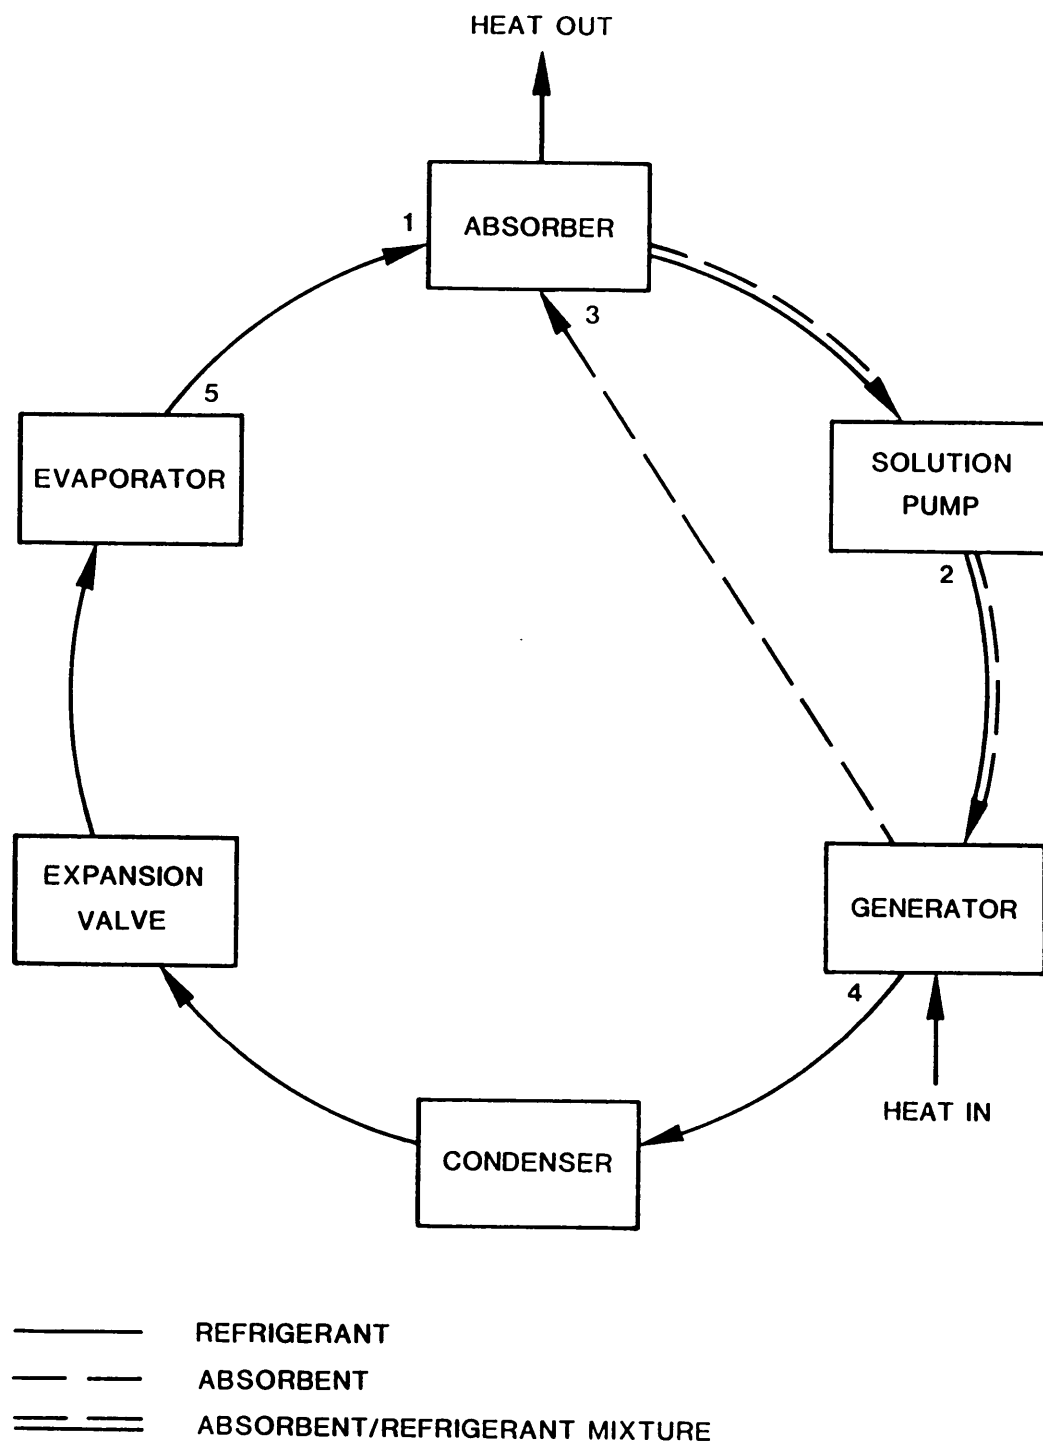 HEAT OUT
1
ABSORBER
3
5
EVAPORATOR
SOLUTION
PUMP
2
EXPANSION
VALVE
GENERATOR
4
HEAT IN
CONDENSER
REFRIGERANT
ABSORBENT
ABSORBENT/REFRIGERANT MIXTURE